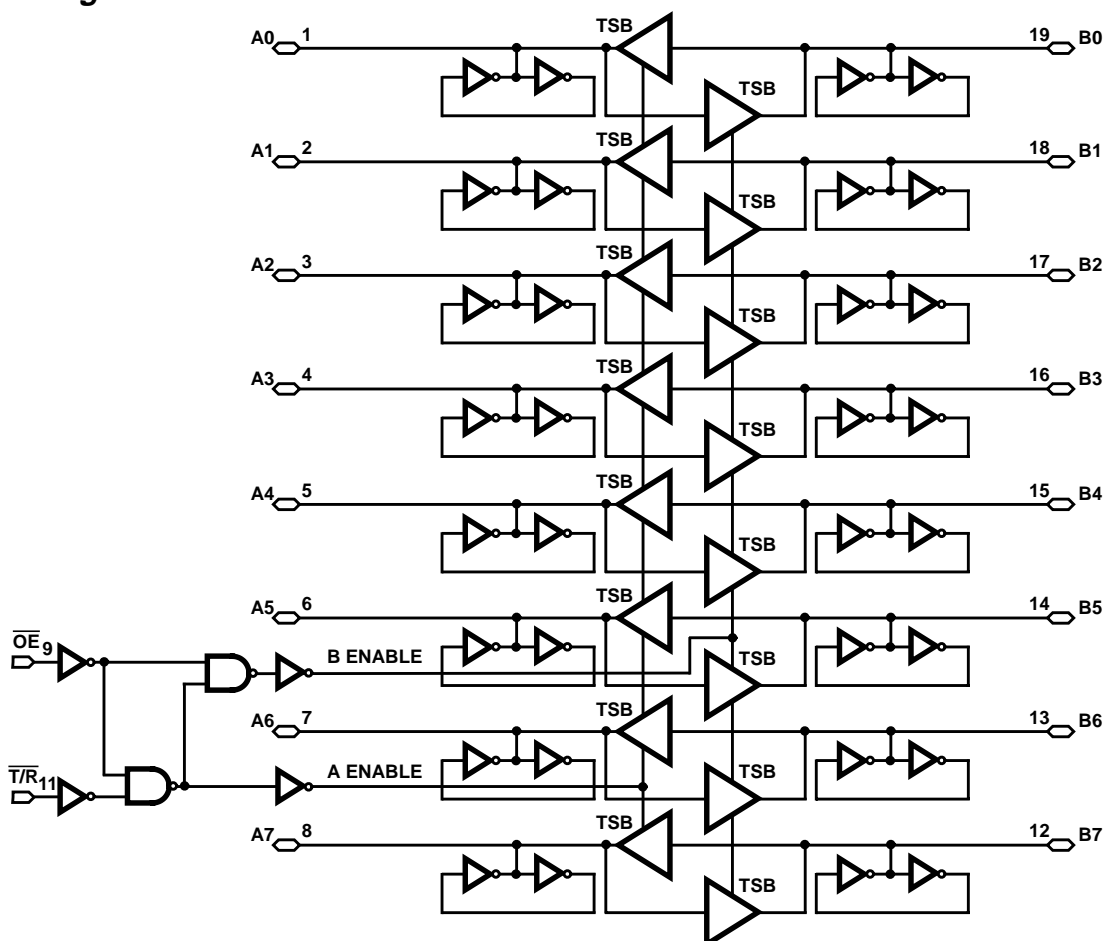 g
TSB
A0 1 19 B0
TSB
TSB
A1 2 18 B1
TSB
TSB
A2 3 17 B2
TSB
TSB
A3 4 16 B3
TSB
TSB
A4 5 15 B4
TSB
TSB
A5 6 14 B5
OE 9
B ENABLE
TSB
TSB
A6 7 13 B6
T/R 11
A ENABLE
TSB
TSB
A7 8 12 B7
TSB